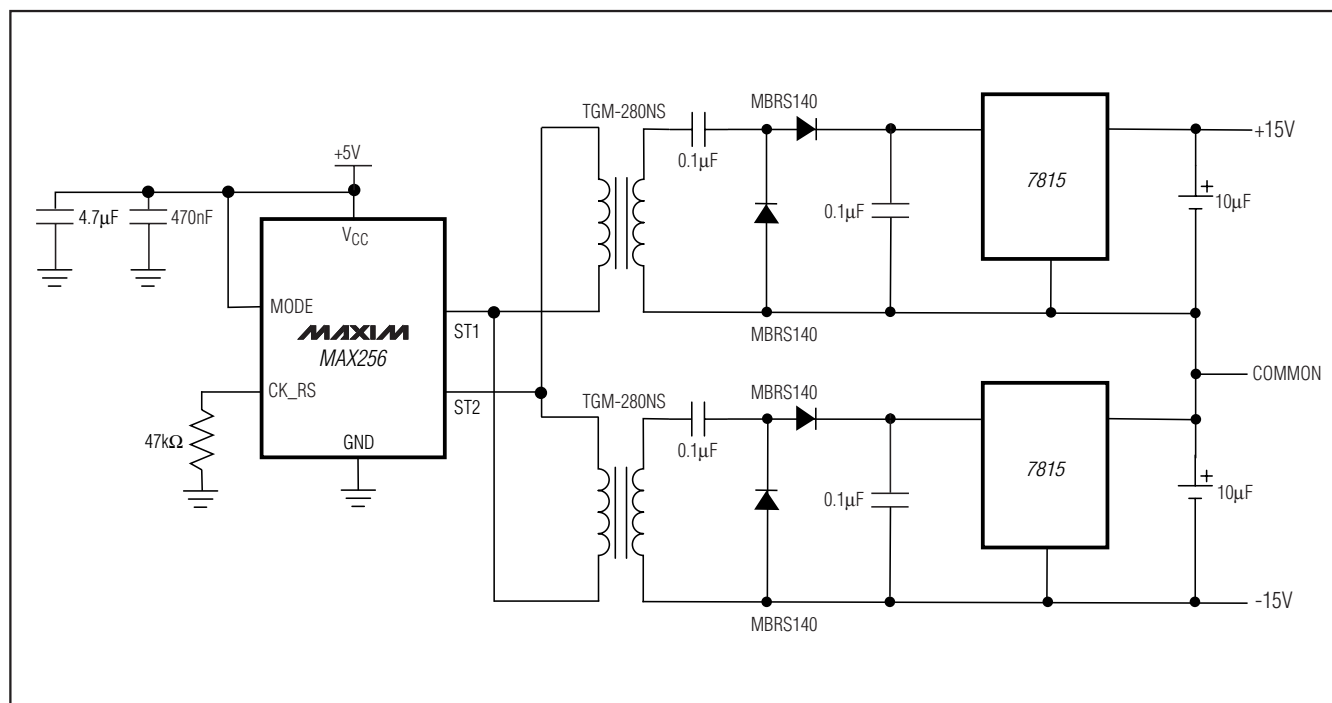 +5V
4.7µF
470nF
VCC
MODE
MAXIM
MAX256
CK_RS
GND
47kΩ
ST1
ST2
TGM-280NS
0.1µF
MBRS140
0.1µF
MBRS140
7815
+15V
+
10µF
COMMON
TGM-280NS
0.1µF
MBRS140
0.1µF
MBRS140
7815
+
10µF
-15V